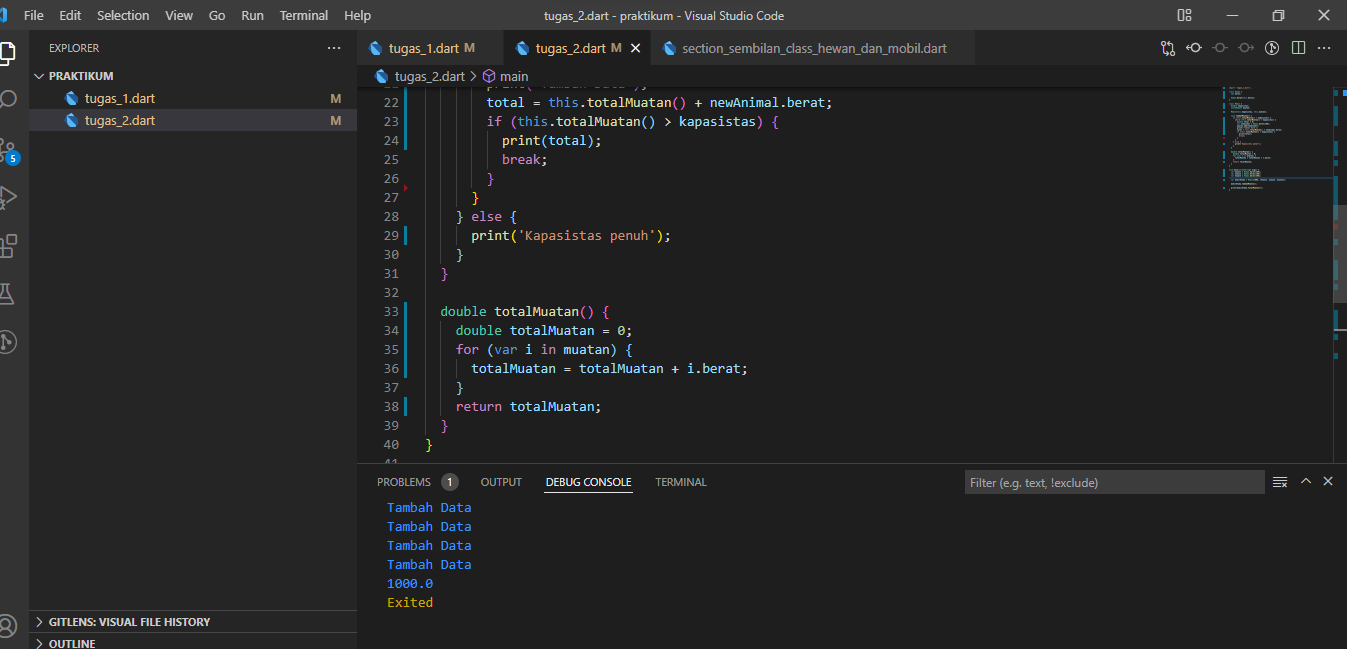 File Edit Selection View Go Run Terminal Help
tugas_2.dart - praktikum - Visual Studio Code
EXPLORER
PRAKTIKUM
tugas_1.dart M
tugas_2.dart M
5
GITLENS: VISUAL FILE HISTORY
OUTLINE
tugas_1.dart M
tugas_2.dart M
section_sembilan_class_hewan_dan_mobil.dart
tugas_2.dart > main
22 total = this.totalMuatan() + newAnimal.berat;
23 if (this.totalMuatan() > kapasistas) {
24 print(total);
25 break;
26 }
27 }
28 } else {
29 print('Kapasistas penuh');
30 }
31 }
32
33 double totalMuatan() {
34 double totalMuatan = 0;
35 for (var i in muatan) {
36 totalMuatan = totalMuatan + i.berat;
37 }
38 return totalMuatan;
39 }
40 }
41
PROBLEMS 1 OUTPUT DEBUG CONSOLE TERMINAL
Filter (e.g. text, !exclude)
Tambah Data
Tambah Data
Tambah Data
Tambah Data
1000.0
Exited